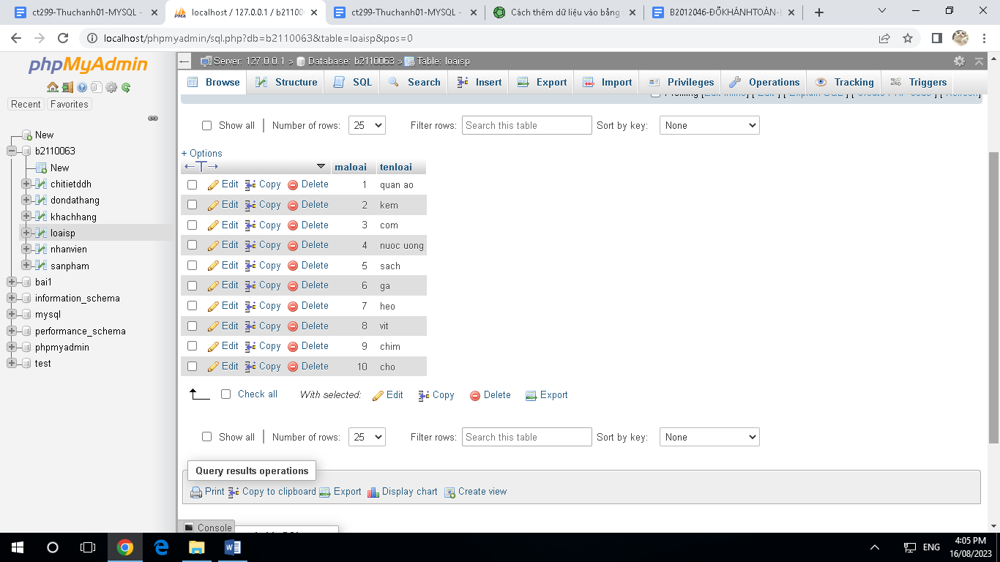 ct299-Thuchanh01-MYSQL -
localhost / 127.0.0.1 / b21100
ct299-Thuchanh01-MYSQL -
Cách thêm dữ liệu vào bảng
B2012046-ĐỖKHÁNHTOÀN-
localhost/phpmyadmin/sql.php?db=b2110063&table=loaisp&pos=0
phpMyAdmin
Recent Favorites
New
b2110063
New
chitietddh
dondathang
khachhang
loaisp
nhanvien
sanpham
bai1
information_schema
mysql
performance_schema
phpmyadmin
test
Server: 127.0.0.1 » Database: b2110063 » Table: loaisp
Browse Structure SQL Search Insert Export Import Privileges Operations Tracking Triggers
Profiling [Edit inline] [ Edit ] [ Explain SQL ] [ Create PHP code ] [ Refresh]
Show all | Number of rows: 25 Filter rows: Search this table Sort by key: None
+ Options
maloai tenloai
Edit Copy Delete 1 quan ao
Edit Copy Delete 2 kem
Edit Copy Delete 3 com
Edit Copy Delete 4 nuoc uong
Edit Copy Delete 5 sach
Edit Copy Delete 6 ga
Edit Copy Delete 7 heo
Edit Copy Delete 8 vit
Edit Copy Delete 9 chim
Edit Copy Delete 10 cho
Check all With selected: Edit Copy Delete Export
Show all | Number of rows: 25 Filter rows: Search this table Sort by key: None
Query results operations
Print Copy to clipboard Export Display chart Create view
Console
ENG
4:05 PM
16/08/2023